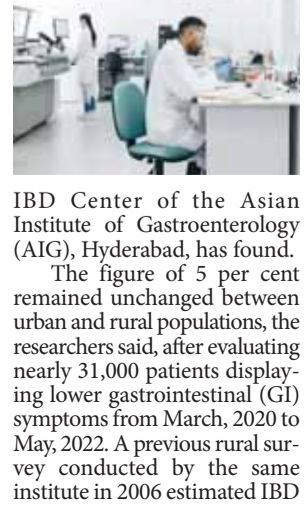 IBD Center of the Asian
Institute of Gastroenterology
(AIG), Hyderabad, has found.
The figure of 5 per cent
remained unchanged between
urban and rural populations, the
researchers said, after evaluating
nearly 31,000 patients display-
ing lower gastrointestinal (GI)
symptoms from March, 2020 to
May, 2022. A previous rural sur-
vey conducted by the same
institute in 2006 estimated IBD